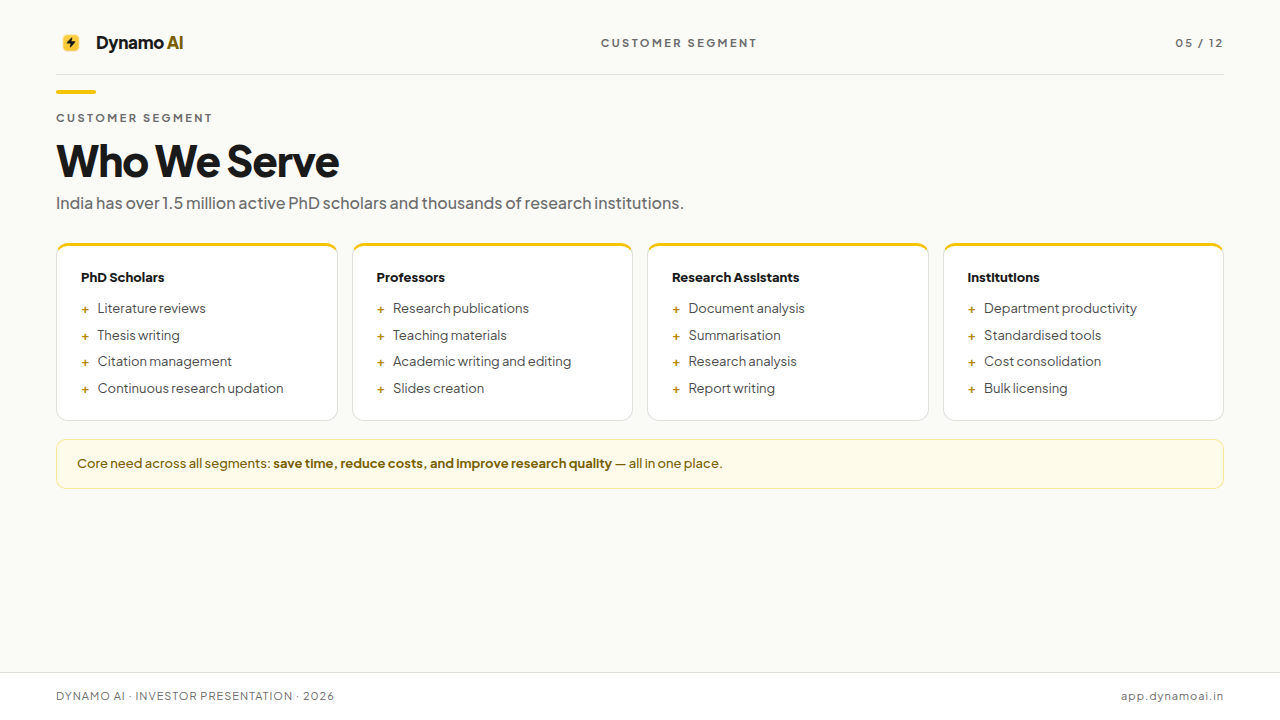 Dynamo AI
CUSTOMER SEGMENT
05 / 12
CUSTOMER SEGMENT
Who We Serve
India has over 1.5 million active PhD scholars and thousands of research institutions.
PhD Scholars
+ Literature reviews
+ Thesis writing
+ Citation management
+ Continuous research updation
Professors
+ Research publications
+ Teaching materials
+ Academic writing and editing
+ Slides creation
Research Assistants
+ Document analysis
+ Summarisation
+ Research analysis
+ Report writing
Institutions
+ Department productivity
+ Standardised tools
+ Cost consolidation
+ Bulk licensing
Core need across all segments: save time, reduce costs, and improve research quality — all in one place.
DYNAMO AI · INVESTOR PRESENTATION · 2026
app.dynamoai.in